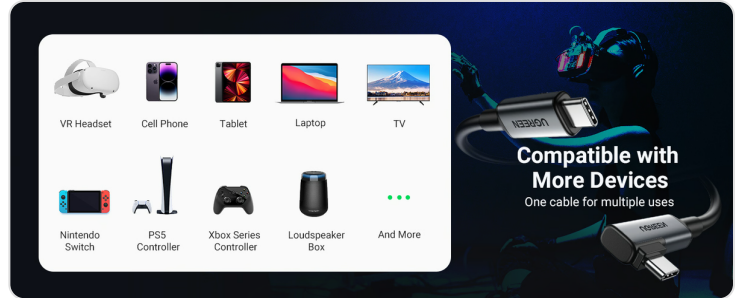 VR Headset
Cell Phone
Tablet
Laptop
TV
Nintendo
Switch
PS5
Controller
Xbox Series
Controller
Loudspeaker
Box
And More
UGREEN
Compatible with
More Devices
One cable for multiple uses
UGREEN